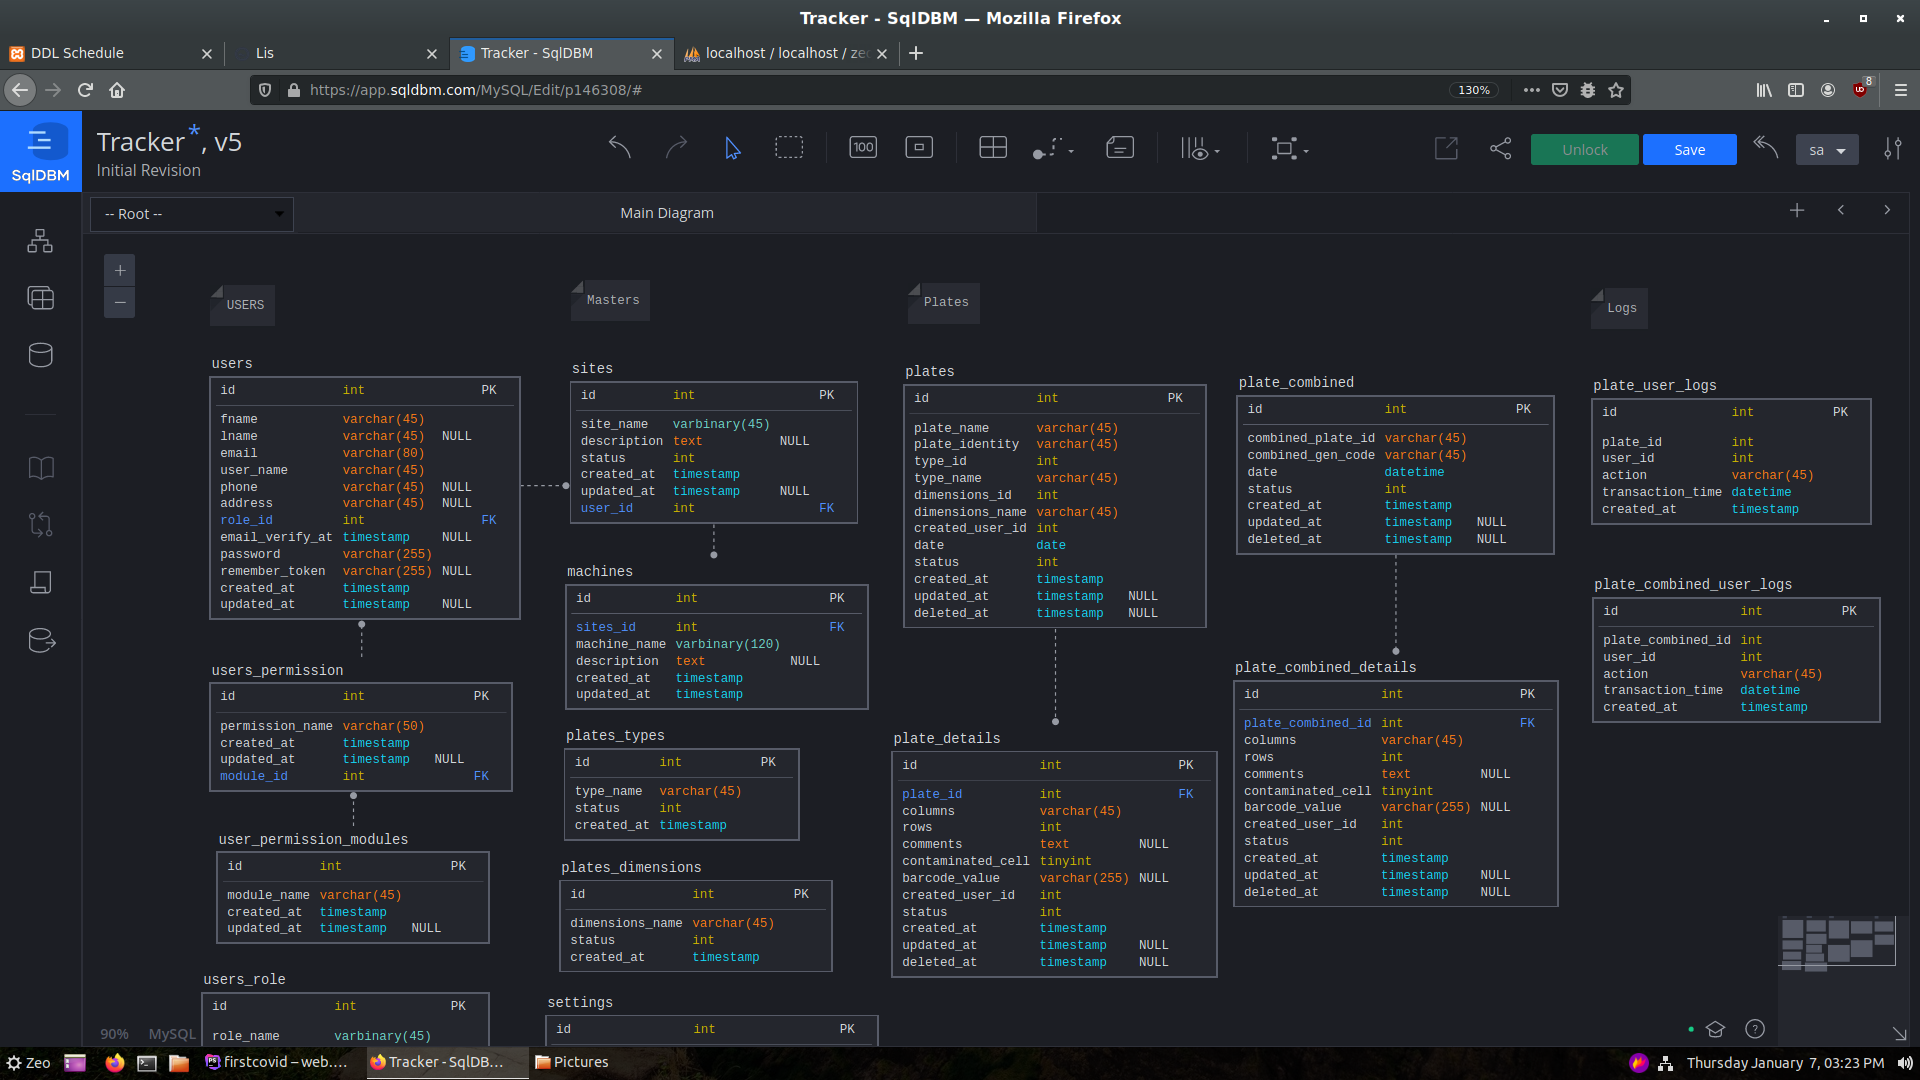 Tracker - SqlDBM — Mozilla Firefox
DDL Schedule
Lis
Tracker - SqlDBM
localhost / localhost / zeo
https://app.sqldbm.com/MySQL/Edit/p146308/#
130%
8
SqlDBM
Tracker*, v5
Initial Revision
100
Unlock
Save
sa
-- Root --
Main Diagram
USERS
Masters
Plates
Logs
users
id int PK
fname varchar(45)
lname varchar(45) NULL
email varchar(80)
user_name varchar(45)
phone varchar(45) NULL
address varchar(45) NULL
role_id int FK
email_verify_at timestamp NULL
password varchar(255)
remember_token varchar(255) NULL
created_at timestamp
updated_at timestamp NULL
users_permission
id int PK
permission_name varchar(50)
created_at timestamp
updated_at timestamp NULL
module_id int FK
user_permission_modules
id int PK
module_name varchar(45)
created_at timestamp
updated_at timestamp NULL
users_role
id int PK
role_name varbinary(45)
sites
id int PK
site_name varbinary(45)
description text NULL
status int
created_at timestamp
updated_at timestamp NULL
user_id int FK
machines
id int PK
sites_id int FK
machine_name varbinary(120)
description text NULL
created_at timestamp
updated_at timestamp
plates_types
id int PK
type_name varchar(45)
status int
created_at timestamp
plates_dimensions
id int PK
dimensions_name varchar(45)
status int
created_at timestamp
settings
id int PK
plates
id int PK
plate_name varchar(45)
plate_identity varchar(45)
type_id int
type_name varchar(45)
dimensions_id int
dimensions_name varchar(45)
created_user_id int
date date
status int
created_at timestamp
updated_at timestamp NULL
deleted_at timestamp NULL
plate_details
id int PK
plate_id int FK
columns varchar(45)
rows int
comments text NULL
contaminated_cell tinyint
barcode_value varchar(255) NULL
created_user_id int
status int
created_at timestamp
updated_at timestamp NULL
deleted_at timestamp NULL
plate_combined
id int PK
combined_plate_id varchar(45)
combined_gen_code varchar(45)
date datetime
status int
created_at timestamp
updated_at timestamp NULL
deleted_at timestamp NULL
plate_combined_details
id int PK
plate_combined_id int FK
columns varchar(45)
rows int
comments text NULL
contaminated_cell tinyint
barcode_value varchar(255) NULL
created_user_id int
status int
created_at timestamp
updated_at timestamp NULL
deleted_at timestamp NULL
plate_user_logs
id int PK
plate_id int
user_id int
action varchar(45)
transaction_time datetime
created_at timestamp
plate_combined_user_logs
id int PK
plate_combined_id int
user_id int
action varchar(45)
transaction_time datetime
created_at timestamp
90% MySQL
Zeo
firstcovid – web....
Tracker - SqlDB...
Pictures
Thursday January 7, 03:23 PM